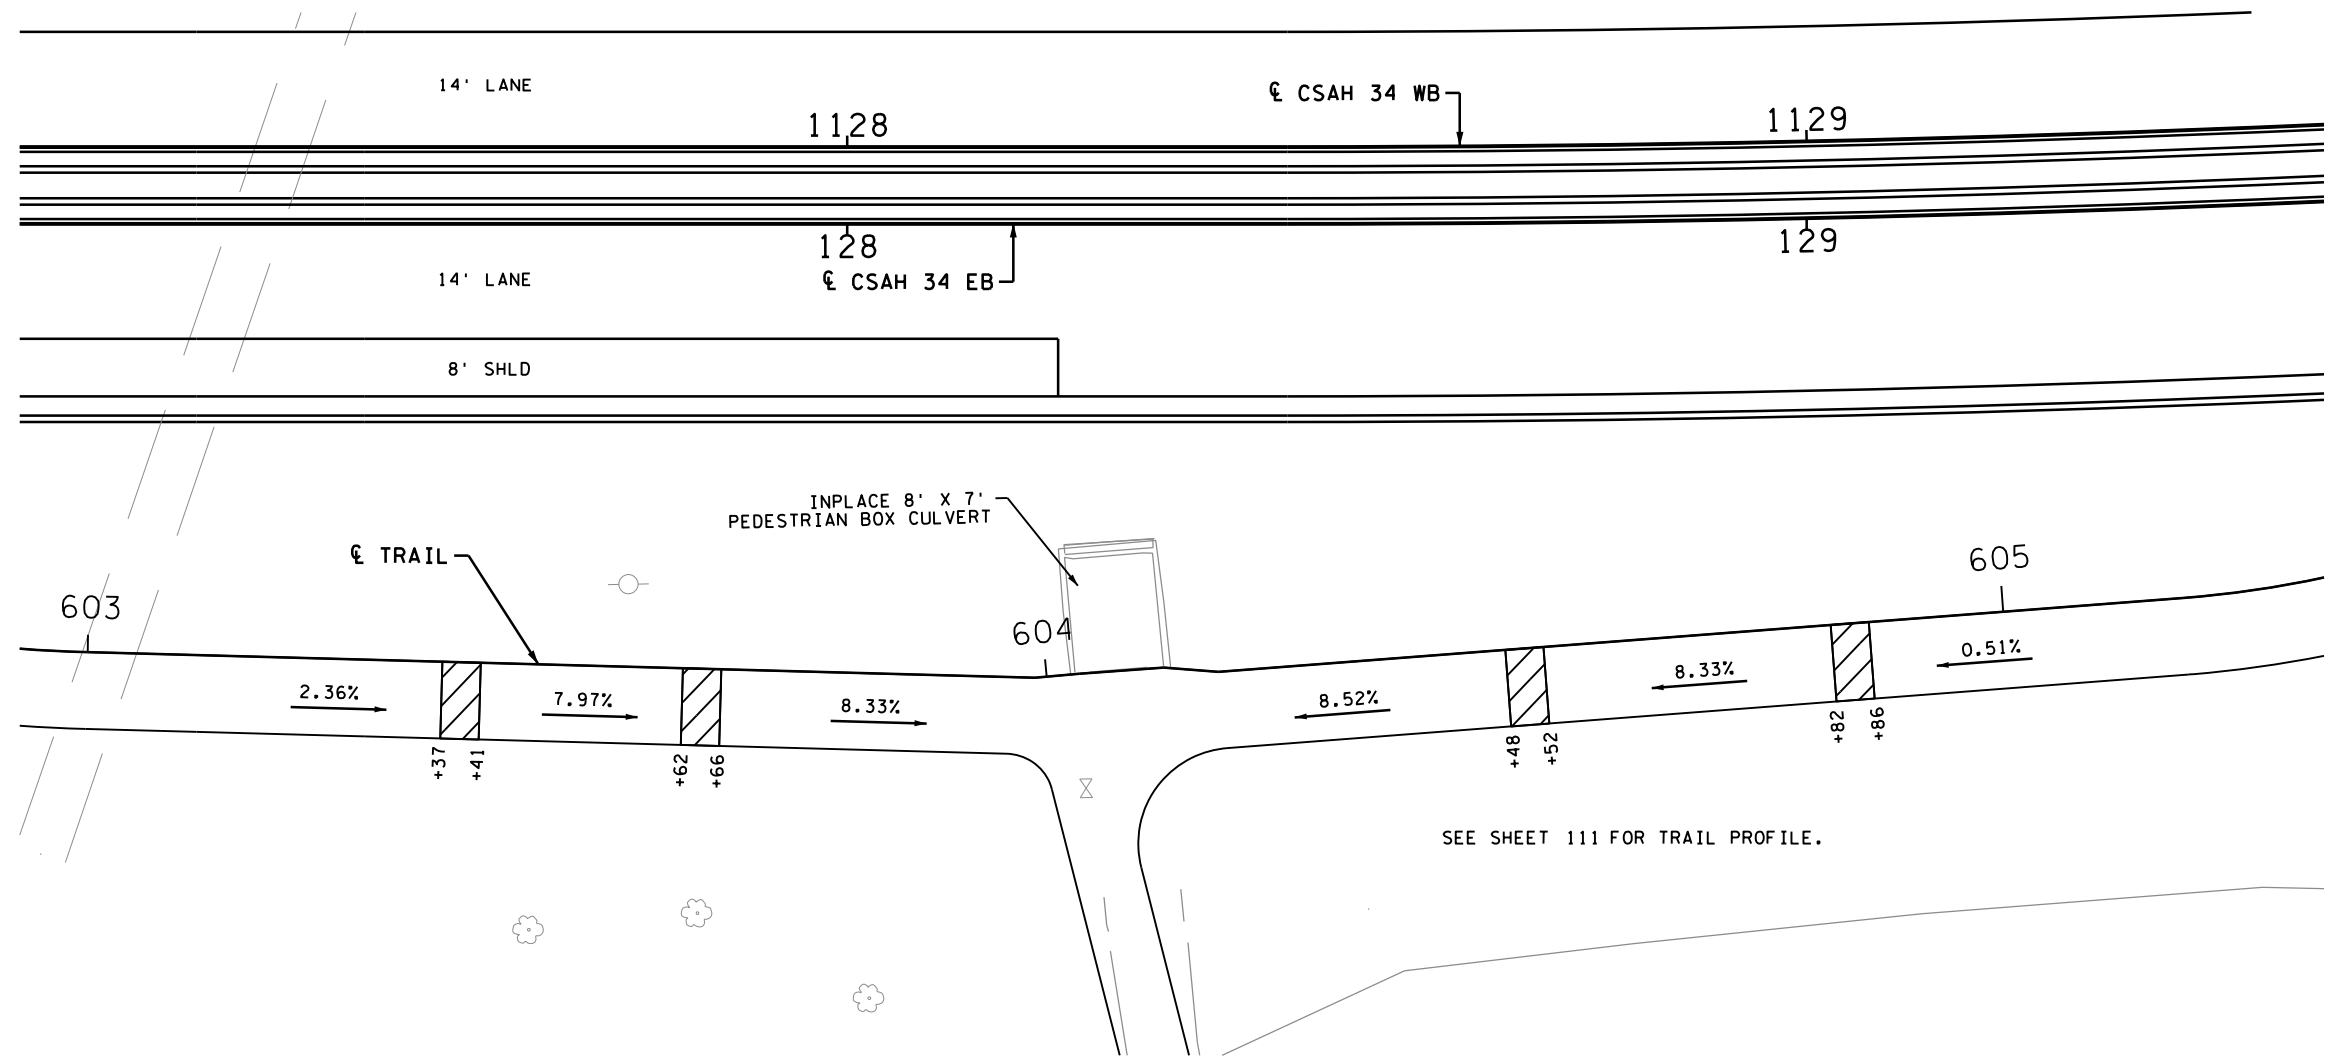 14' LANE
℄ CSAH 34 WB
1128
1129
128
129
℄ CSAH 34 EB
14' LANE
8' SHLD
INPLACE 8' X 7'
PEDESTRIAN BOX CULVERT
℄ TRAIL
603
604
605
2.36%
7.97%
8.33%
8.52%
8.33%
0.51%
+37
+41
+62
+66
+48
+52
+82
+86
SEE SHEET 111 FOR TRAIL PROFILE.